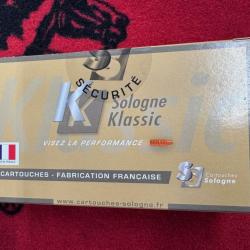 SÉCURITÉ
K Sologne
Klassic
VISEZ LA PERFORMANCE
CARTOUCHES - FABRICATION FRANÇAISE
Cartouches
Sologne
www.cartouches-sologne.fr